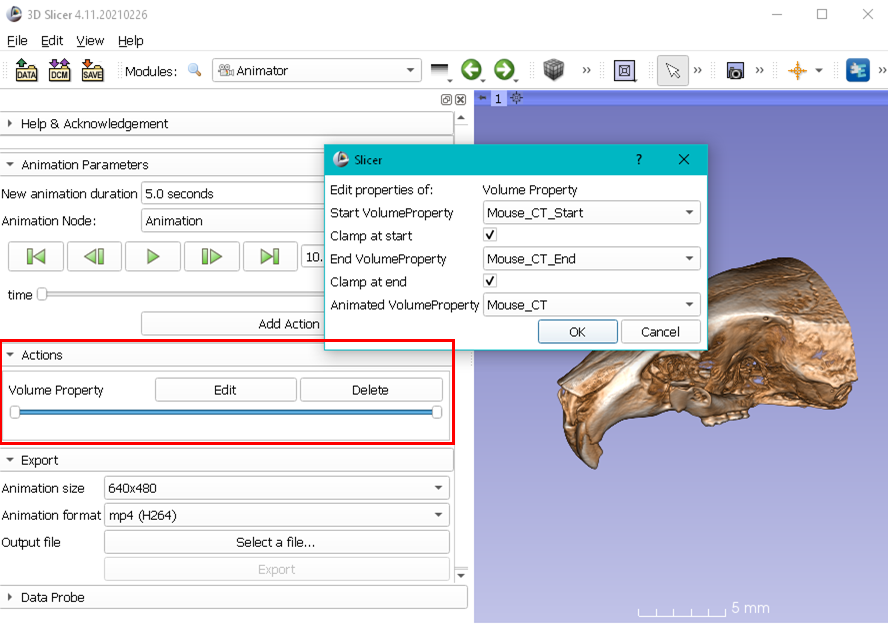 3D Slicer 4.11.20210226
File Edit View Help
DATA DCM SAVE Modules: Animator
1
Help & Acknowledgement
Animation Parameters
New animation duration 5.0 seconds
Animation Node: Animation
10.
time
Add Action
Slicer ?
Edit properties of: Volume Property
Start VolumeProperty Mouse_CT_Start
Clamp at start
End VolumeProperty Mouse_CT_End
Clamp at end
Animated VolumeProperty Mouse_CT
OK Cancel
Actions
Volume Property Edit Delete
Export
Animation size 640x480
Animation format mp4 (H264)
Output file Select a file...
Export
Data Probe
5 mm